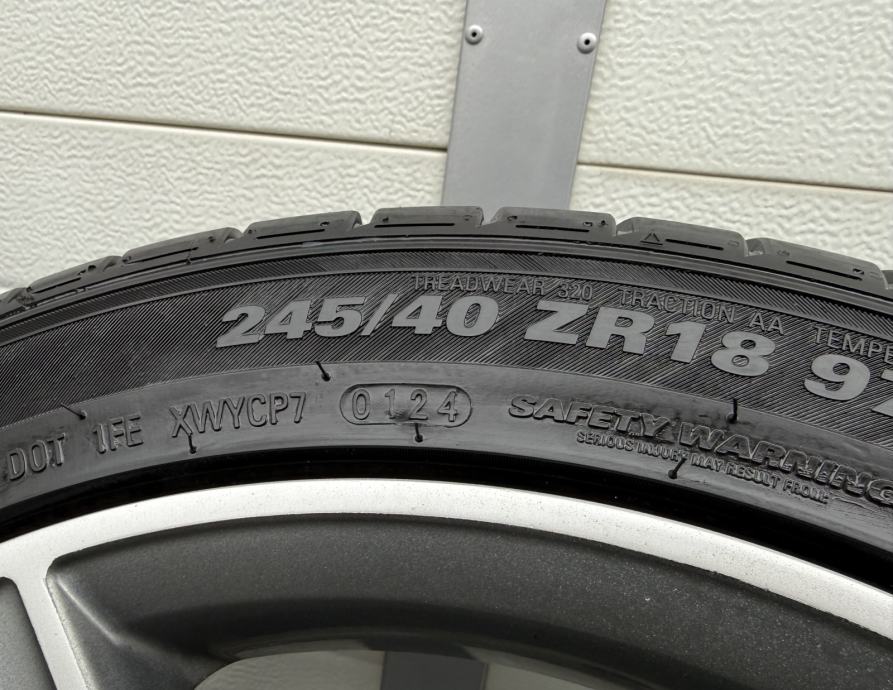 TREADWEAR 320 TRACTION AA
245/40 ZR18
DOT 1FE XWYCP7 0124
SAFETY WARNING
SERIOUS INJURY MAY RESULT FROM: